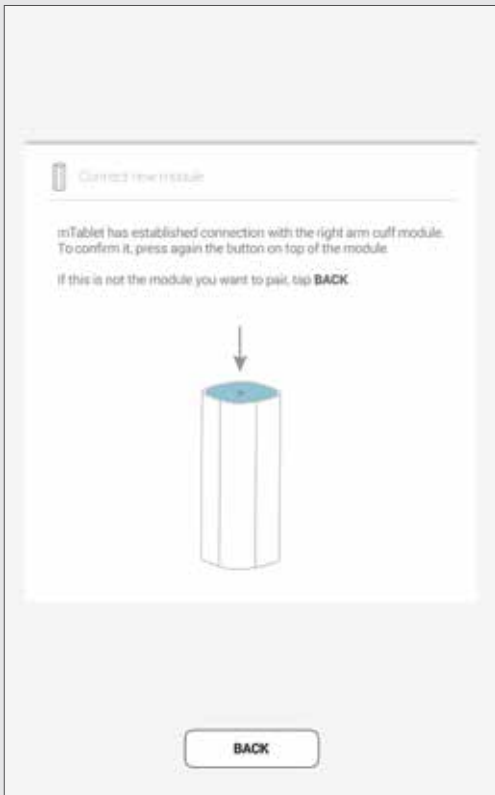 Connect new module
mTablet has established connection with the right arm cuff module.
To confirm it, press again the button on top of the module.
If this is not the module you want to pair, tap BACK
BACK